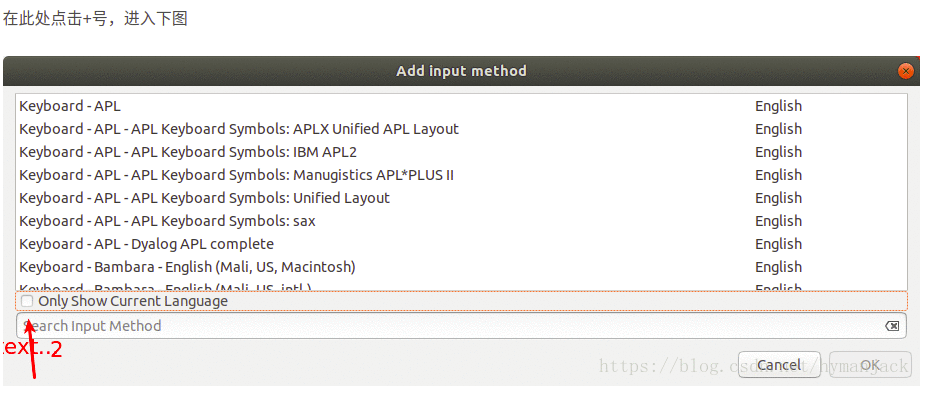 在此处点击+号，进入下图
Add input method
Keyboard - APL English
Keyboard - APL - APL Keyboard Symbols: APLX Unified APL Layout English
Keyboard - APL - APL Keyboard Symbols: IBM APL2 English
Keyboard - APL - APL Keyboard Symbols: Manugistics APL*PLUS II English
Keyboard - APL - APL Keyboard Symbols: Unified Layout English
Keyboard - APL - APL Keyboard Symbols: sax English
Keyboard - APL - Dyalog APL complete English
Keyboard - Bambara - English (Mali, US, Macintosh) English
Keyboard - Bambara - English (Mali, US, intl.) English
Only Show Current Language
Search Input Method
text..2
https://blog.csdn.net/hymanjack
Cancel OK